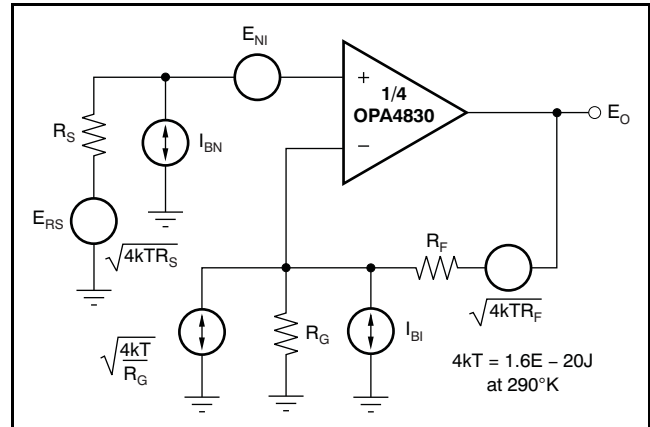 E_NI
1/4
OPA4830
+
−
E_O
R_S
I_BN
E_RS
√4kTR_S
R_F
√4kTR_F
√4kT/R_G
R_G
I_BI
4kT = 1.6E − 20J
at 290°K